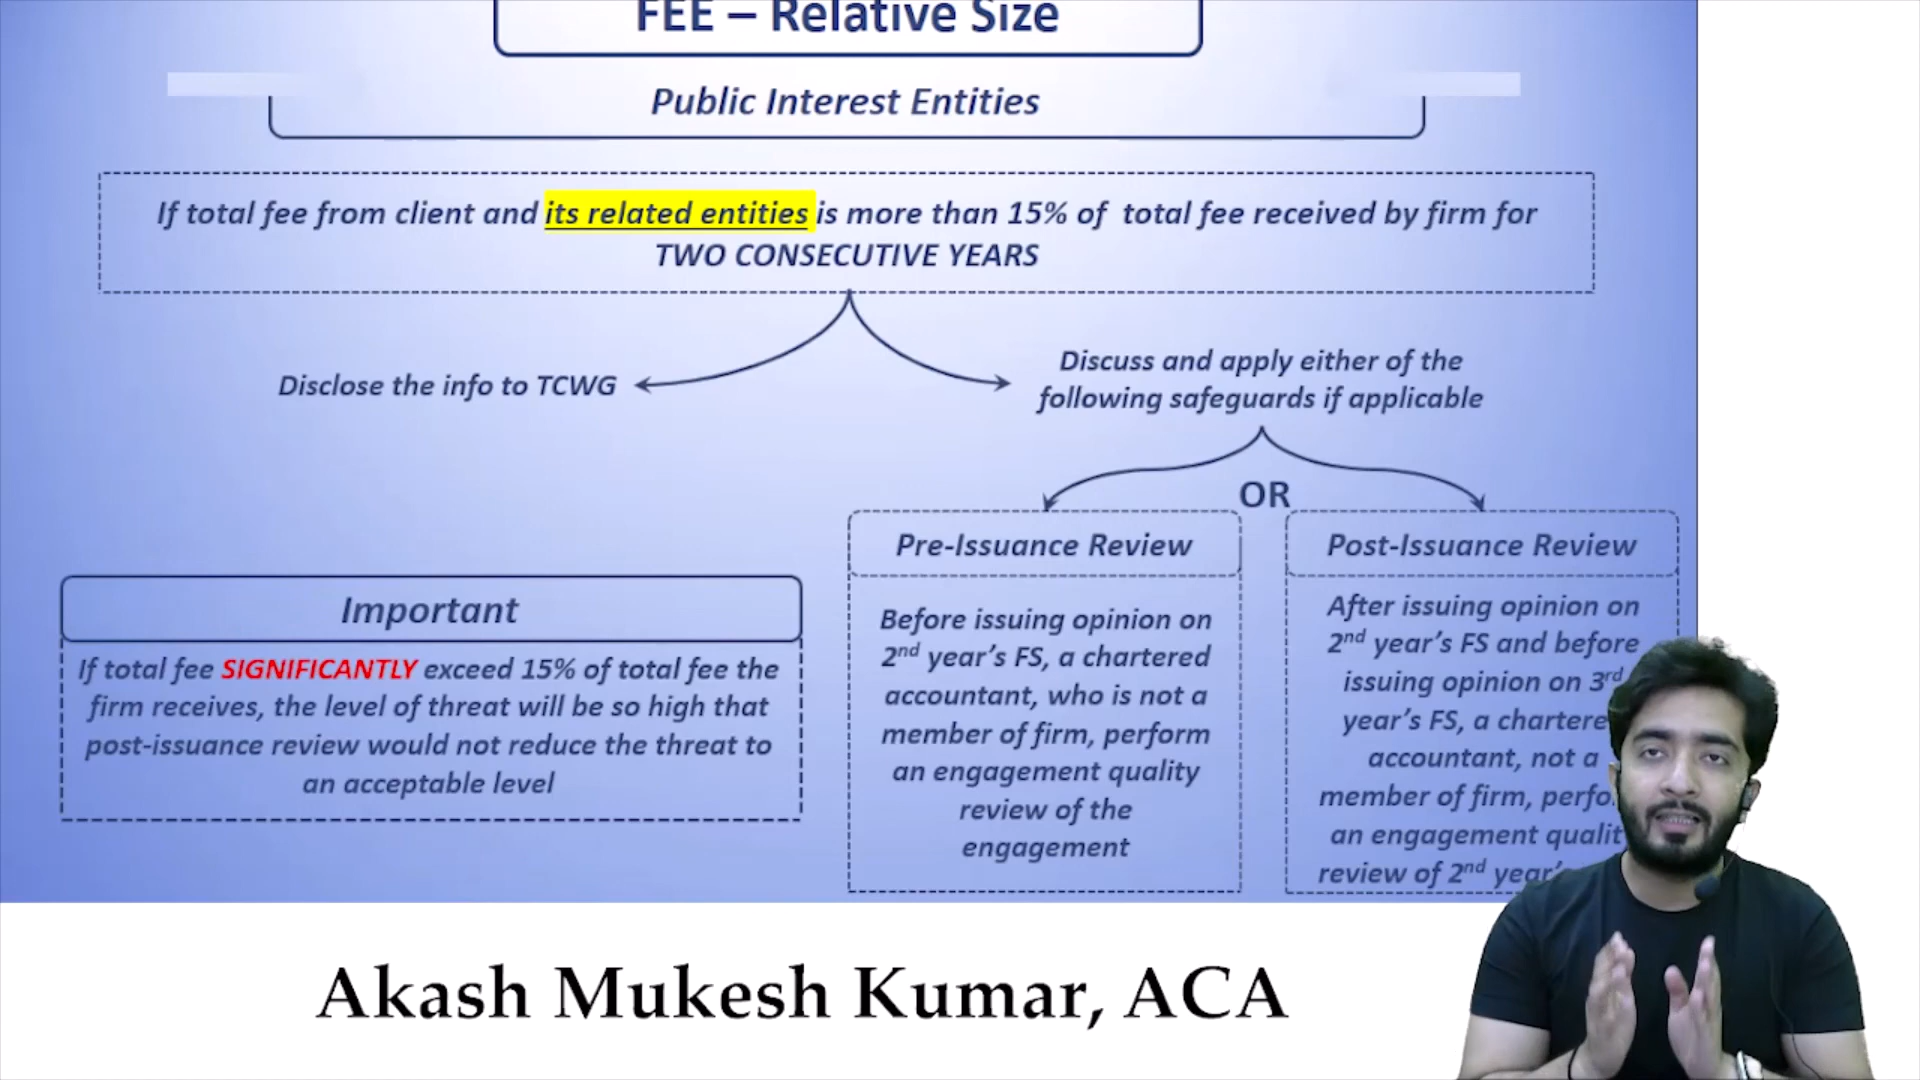 FEE – Relative Size
Public Interest Entities
If total fee from client and its related entities is more than 15% of total fee received by firm for
TWO CONSECUTIVE YEARS
Disclose the info to TCWG
Discuss and apply either of the
following safeguards if applicable
OR
Important
If total fee SIGNIFICANTLY exceed 15% of total fee the
firm receives, the level of threat will be so high that
post-issuance review would not reduce the threat to
an acceptable level
Pre-Issuance Review
Before issuing opinion on
2nd year's FS, a chartered
accountant, who is not a
member of firm, perform
an engagement quality
review of the
engagement
Post-Issuance Review
After issuing opinion on
2nd year's FS and before
issuing opinion on 3rd
year's FS, a chartere
accountant, not a
member of firm, perfo
an engagement qualit
review of 2nd year's
Akash Mukesh Kumar, ACA